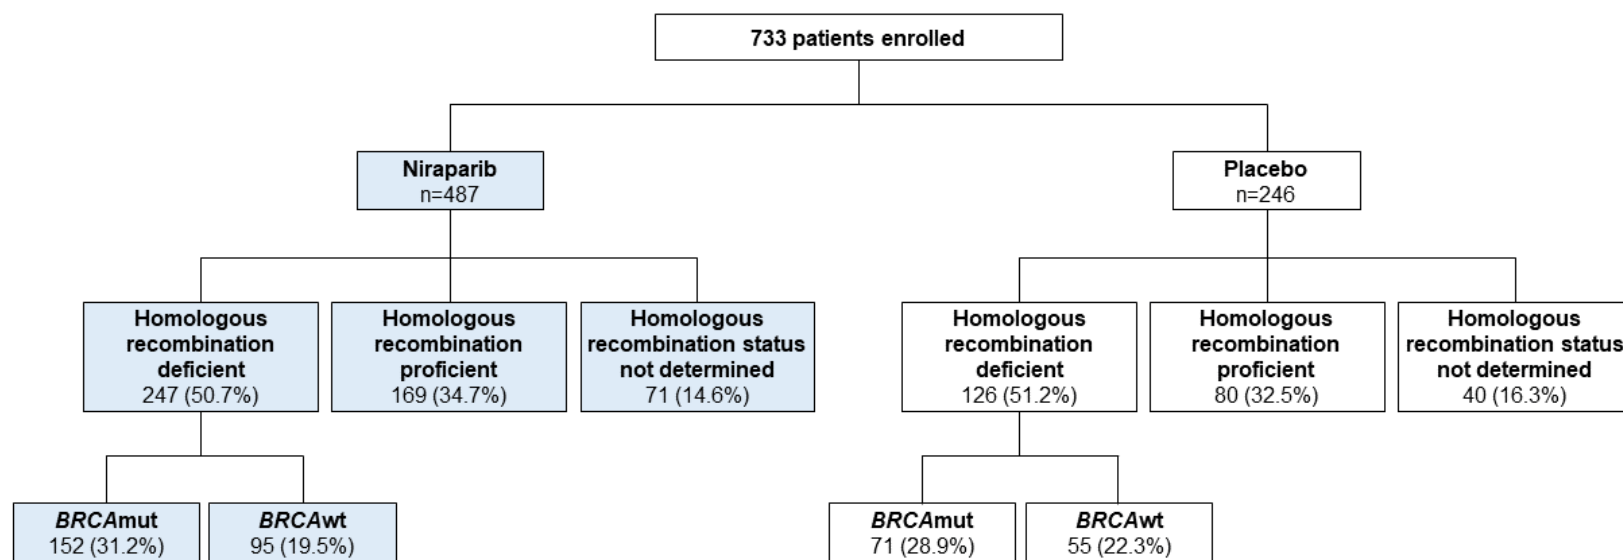 733 patients enrolled
Niraparib
n=487
Placebo
n=246
Homologous
recombination
deficient
247 (50.7%)
Homologous
recombination
proficient
169 (34.7%)
Homologous
recombination status
not determined
71 (14.6%)
Homologous
recombination
deficient
126 (51.2%)
Homologous
recombination
proficient
80 (32.5%)
Homologous
recombination status
not determined
40 (16.3%)
BRCAmut
152 (31.2%)
BRCAwt
95 (19.5%)
BRCAmut
71 (28.9%)
BRCAwt
55 (22.3%)